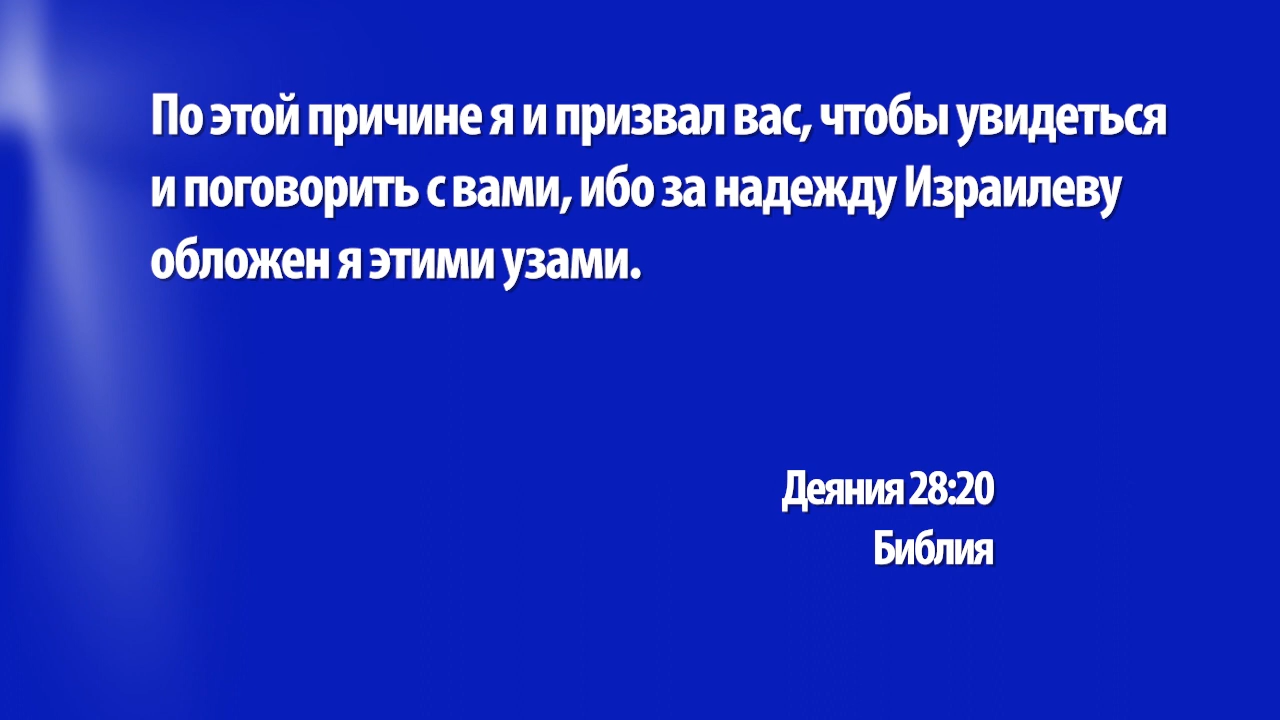 По этой причине я и призвал вас, чтобы увидеться
и поговорить с вами, ибо за надежду Израилеву
обложен я этими узами.
Деяния 28:20
Библия